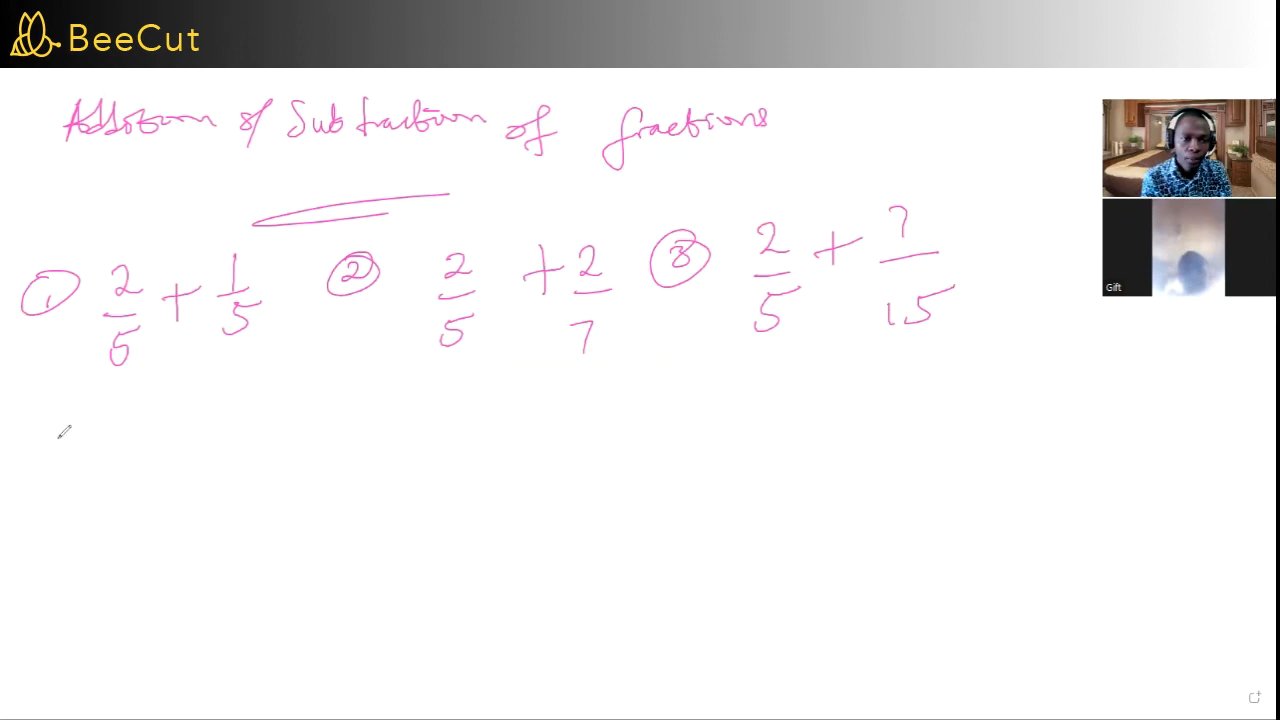 BeeCut
Addition & Subtraction of fractions
① 2/5 + 1/5 ② 2/5 + 2/7 ③ 2/5 + 7/15
Gift